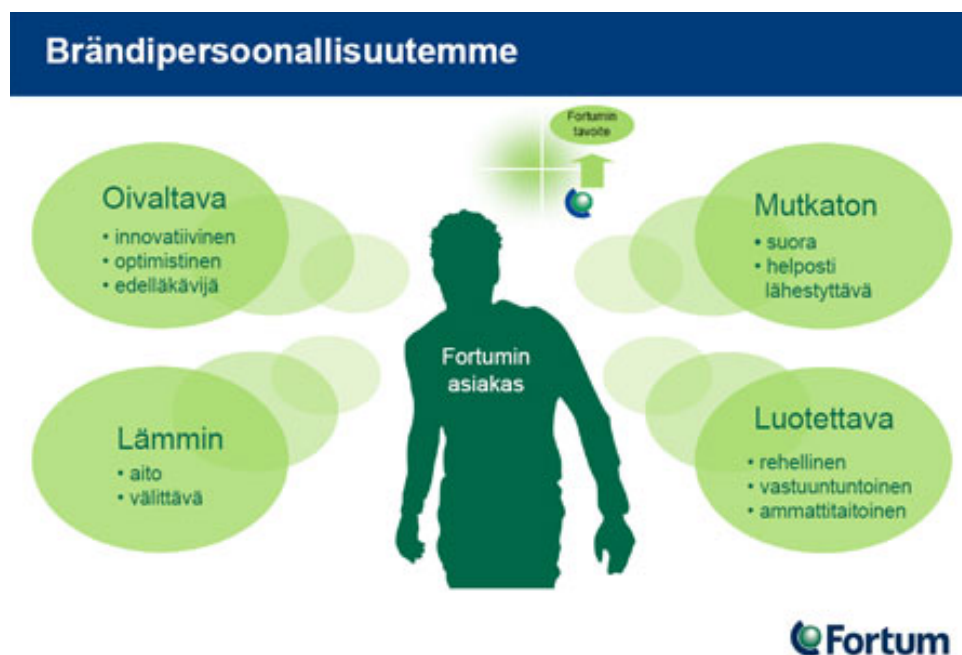 Brändipersoonallisuutemme
Fortumin
tavoite
Oivaltava
• innovatiivinen
• optimistinen
• edelläkävijä
Mutkaton
• suora
• helposti
lähestyttävä
Fortumin
asiakas
Lämmin
• aito
• välittävä
Luotettava
• rehellinen
• vastuuntuntoinen
• ammattitaitoinen
Fortum